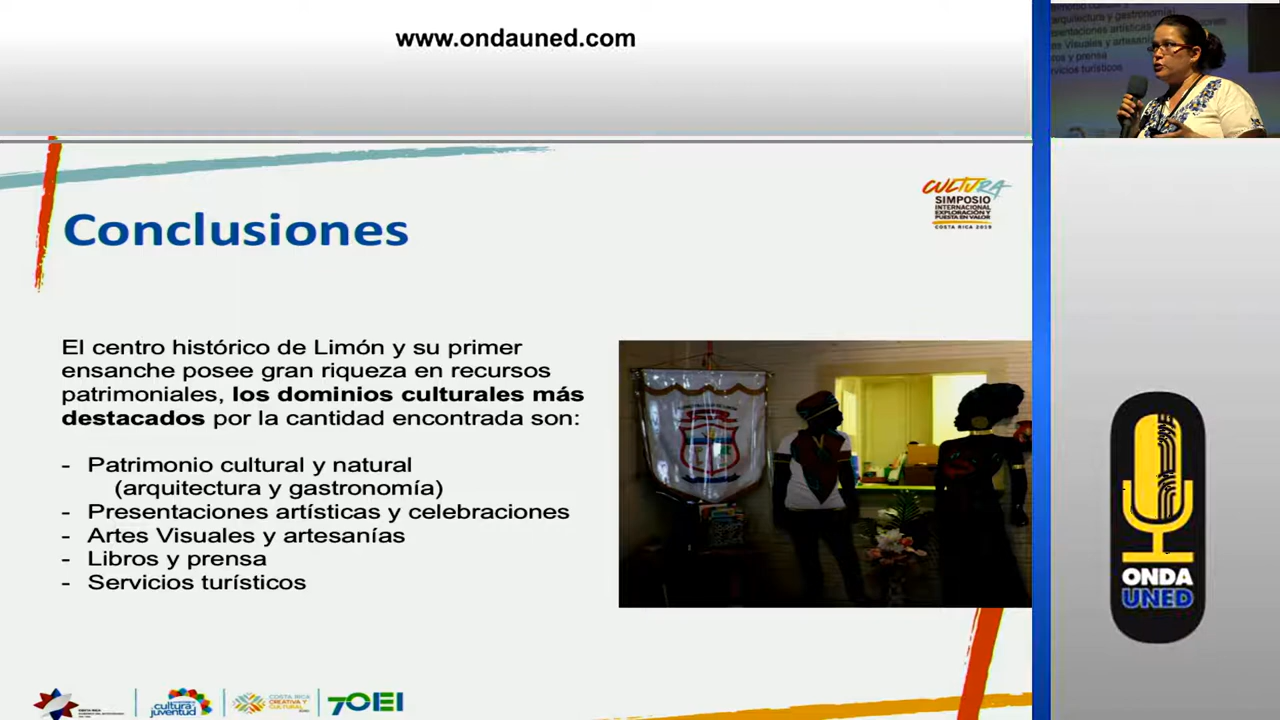 www.ondauned.com
arquitectura y gastronomía)
CULTURA
SIMPOSIO
INTERNACIONAL
EXPLORACIÓN Y
PUESTA EN VALOR
COSTA RICA 2019
Conclusiones
El centro histórico de Limón y su primer
ensanche posee gran riqueza en recursos
patrimoniales, los dominios culturales más
destacados por la cantidad encontrada son:
- Patrimonio cultural y natural
(arquitectura y gastronomía)
- Presentaciones artísticas y celebraciones
- Artes Visuales y artesanías
- Libros y prensa
- Servicios turísticos
ONDA
UNED
cultura
juventud
COSTA RICA
CREATIVA Y
CULTURAL
70EI